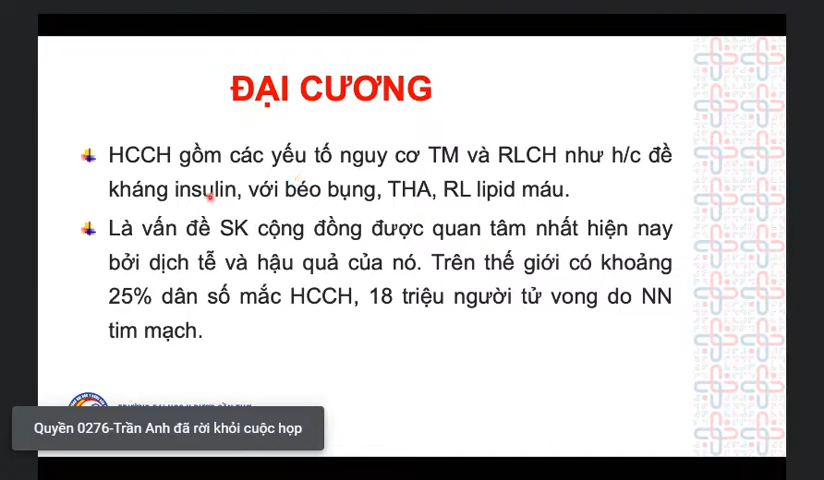 ĐẠI CƯƠNG
HCCH gồm các yếu tố nguy cơ TM và RLCH như h/c đề
kháng insulin, với béo bụng, THA, RL lipid máu.
Là vấn đề SK cộng đồng được quan tâm nhất hiện nay
bởi dịch tễ và hậu quả của nó. Trên thế giới có khoảng
25% dân số mắc HCCH, 18 triệu người tử vong do NN
tim mạch.
Quyền 0276-Trần Anh đã rời khỏi cuộc họp